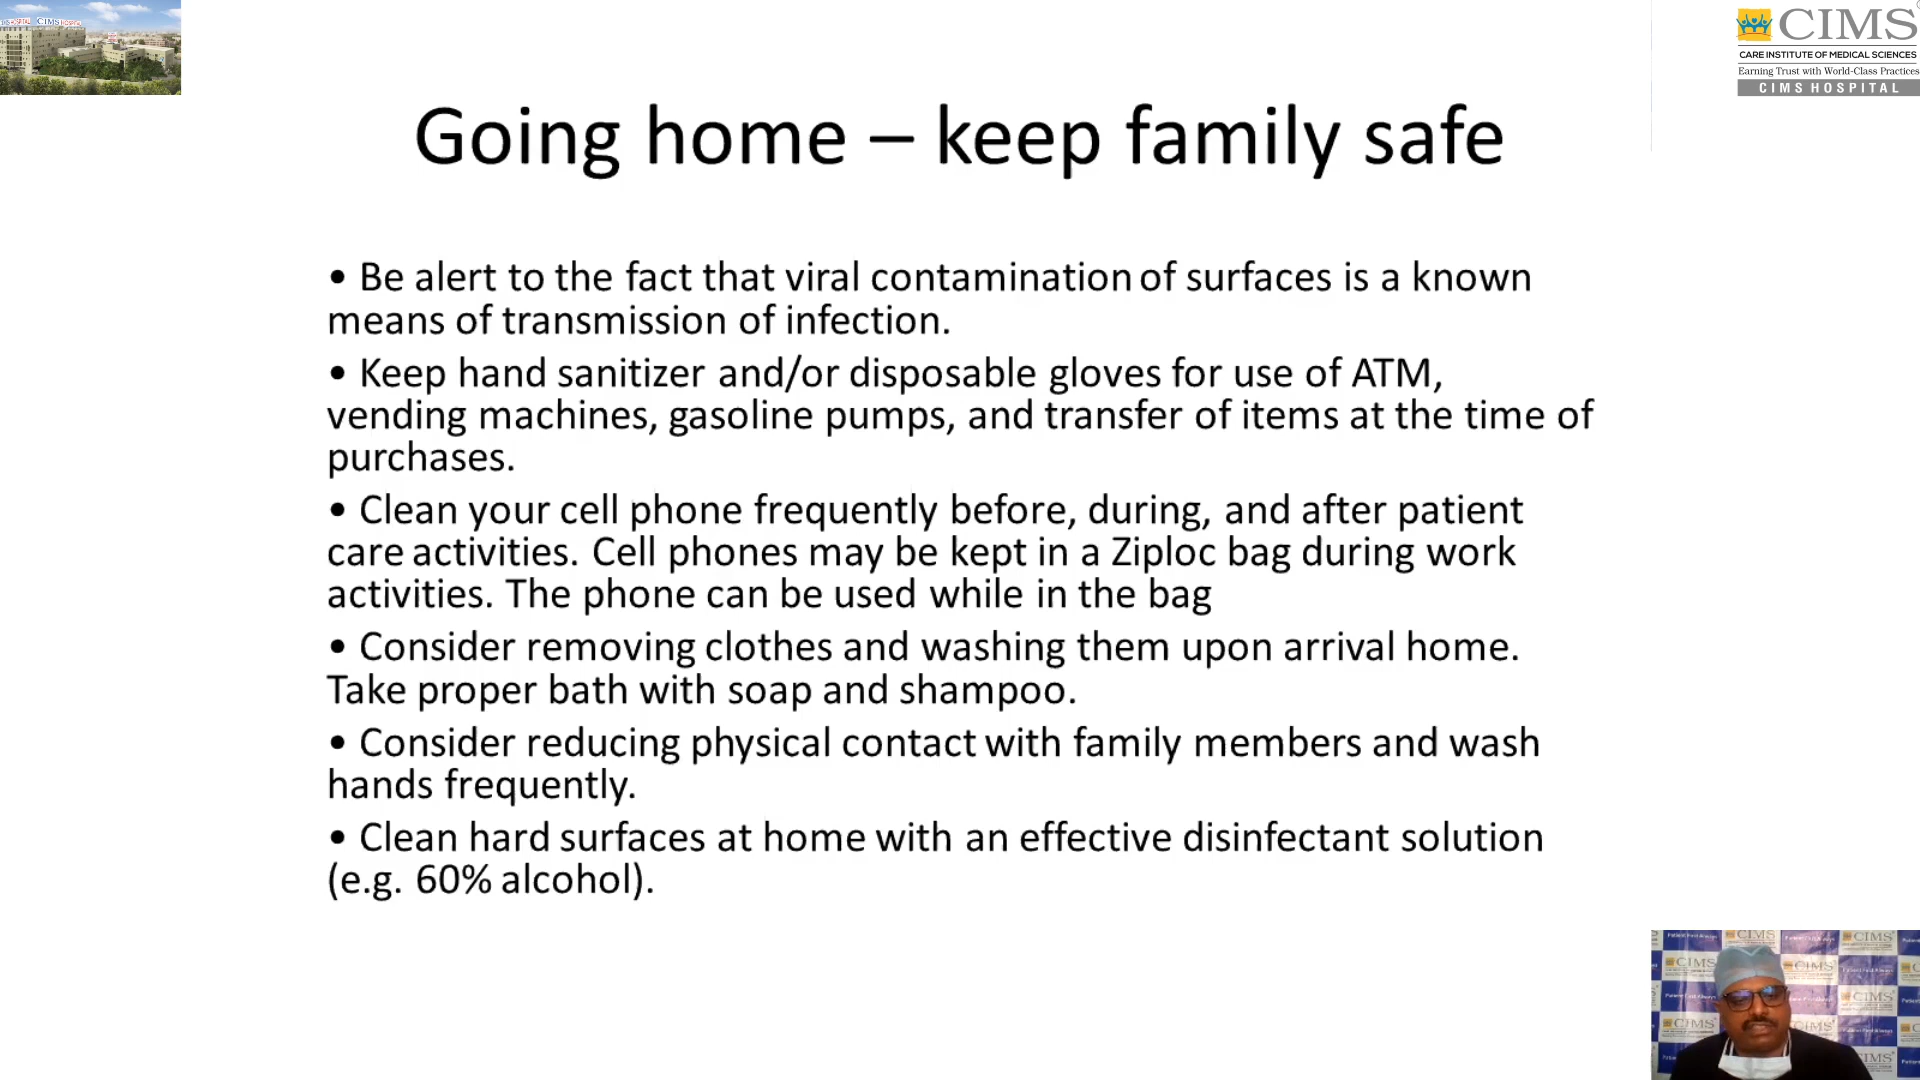 CIMS
CARE INSTITUTE OF MEDICAL SCIENCES
Earning Trust with World-Class Practices
CIMS HOSPITAL
Going home – keep family safe
• Be alert to the fact that viral contamination of surfaces is a known
means of transmission of infection.
• Keep hand sanitizer and/or disposable gloves for use of ATM,
vending machines, gasoline pumps, and transfer of items at the time of
purchases.
• Clean your cell phone frequently before, during, and after patient
care activities. Cell phones may be kept in a Ziploc bag during work
activities. The phone can be used while in the bag
• Consider removing clothes and washing them upon arrival home.
Take proper bath with soap and shampoo.
• Consider reducing physical contact with family members and wash
hands frequently.
• Clean hard surfaces at home with an effective disinfectant solution
(e.g. 60% alcohol).